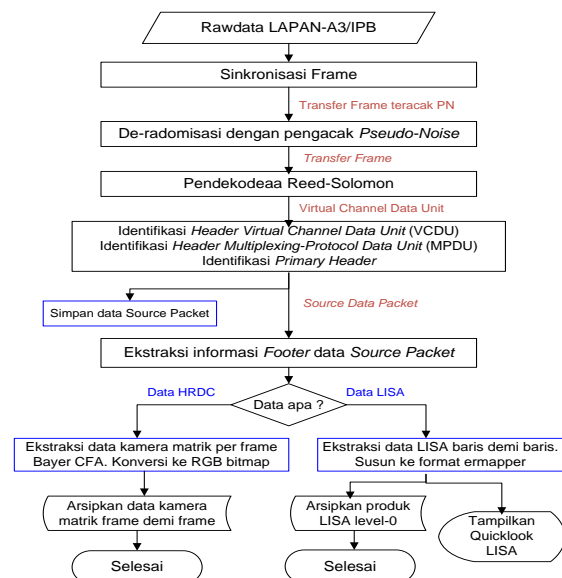 Rawdata LAPAN-A3/IPB
Sinkronisasi Frame
Transfer Frame teracak PN
De-radomisasi dengan pengacak Pseudo-Noise
Transfer Frame
Pendekodeaa Reed-Solomon
Virtual Channel Data Unit
Identifikasi Header Virtual Channel Data Unit (VCDU)
Identifikasi Header Multiplexing-Protocol Data Unit (MPDU)
Identifikasi Primary Header
Simpan data Source Packet
Source Data Packet
Ekstraksi informasi Footer data Source Packet
Data HRDC
Data apa ?
Data LISA
Ekstraksi data kamera matrik per frame
Bayer CFA. Konversi ke RGB bitmap
Ekstraksi data LISA baris demi baris.
Susun ke format ermapper
Arsipkan data kamera
matrik frame demi frame
Arsipkan produk
LISA level-0
Tampilkan
Quicklook
LISA
Selesai
Selesai